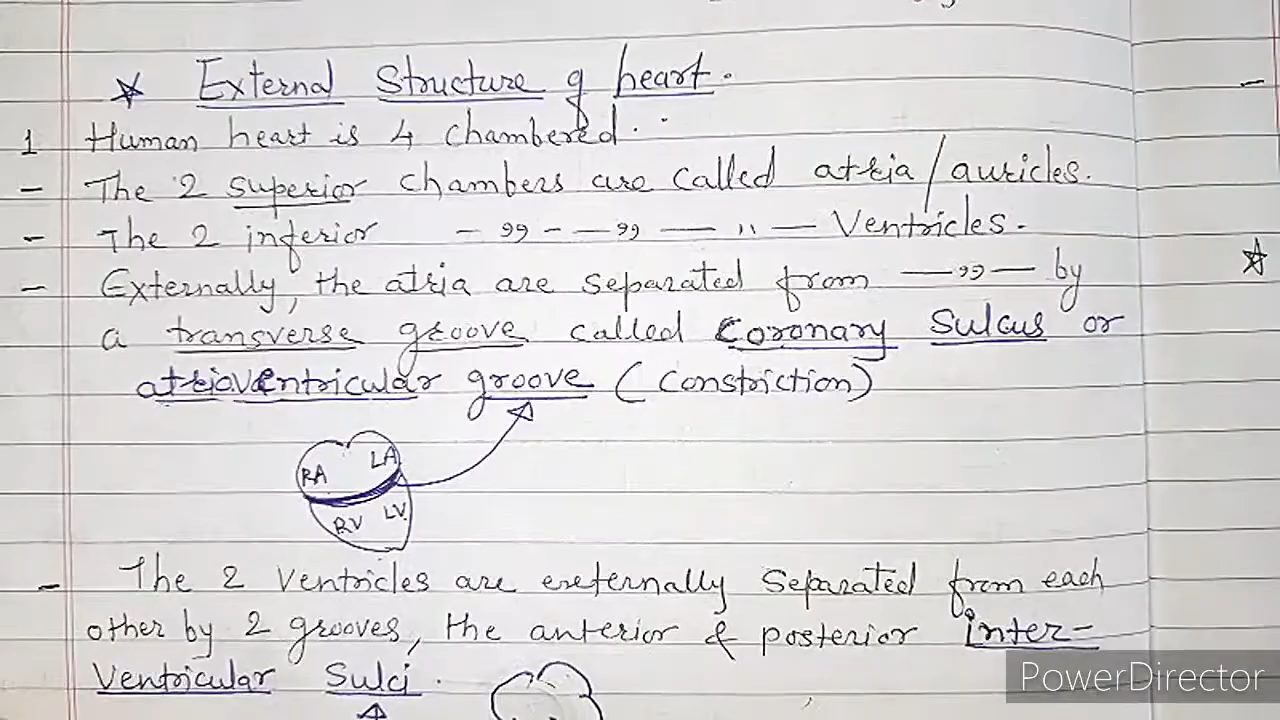 ☆ External Structure of heart.
1 Human heart is 4 chambered.
- The 2 superior chambers are called atria/auricles.
- The 2 inferior - ,, - - ,, - ,, - Ventricles.
- Externally, the atria are separated from - ,, - by
a transverse groove called Coronary Sulcus or
atrioventricular groove (Constriction)
RA LA
RV LV
- The 2 Ventricles are externally Separated from each
other by 2 grooves, the anterior & posterior inter-
Ventricular Sulci.
PowerDirector